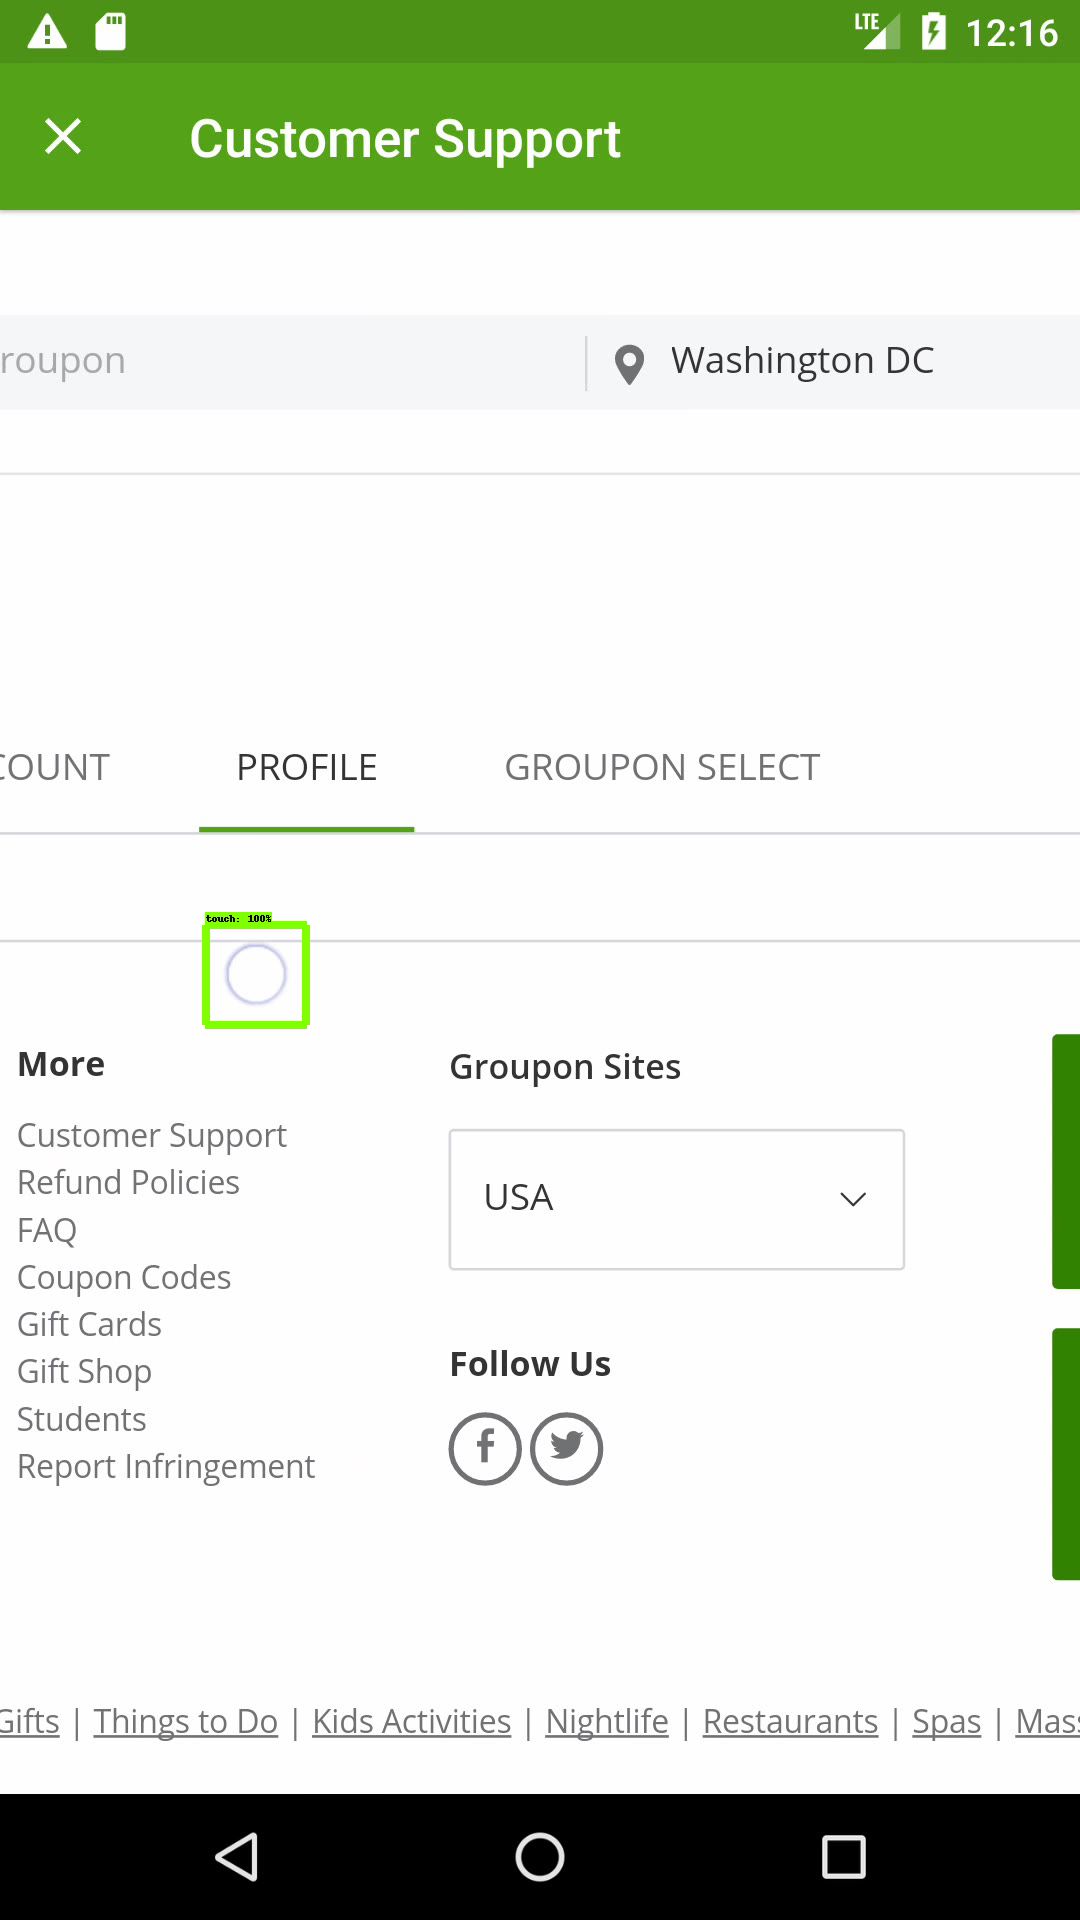 LTE 12:16
Customer Support
roupon Washington DC
COUNT PROFILE GROUPON SELECT
touch: 100%
More
Customer Support
Refund Policies
FAQ
Coupon Codes
Gift Cards
Gift Shop
Students
Report Infringement
Groupon Sites
USA
Follow Us
Gifts | Things to Do | Kids Activities | Nightlife | Restaurants | Spas | Mass